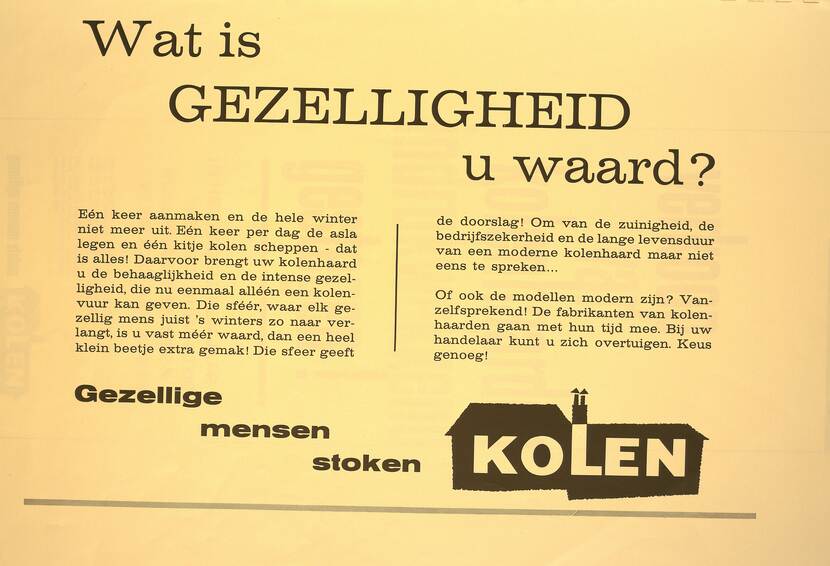 Wat is
GEZELLIGHEID
u waard?
Eén keer aanmaken en de hele winter
niet meer uit. Eén keer per dag de asla
legen en één kitje kolen scheppen - dat
is alles! Daarvoor brengt uw kolenhaard
u de behaaglijkheid en de intense gezel-
ligheid, die nu eenmaal alléén een kolen-
vuur kan geven. Die sféér, waar elk ge-
zellig mens juist 's winters zo naar ver-
langt, is u vast méér waard, dan een heel
klein beetje extra gemak! Die sfeer geeft
de doorslag! Om van de zuinigheid, de
bedrijfszekerheid en de lange levensduur
van een moderne kolenhaard maar niet
eens te spreken...
Of ook de modellen modern zijn? Van-
zelfsprekend! De fabrikanten van kolen-
haarden gaan met hun tijd mee. Bij uw
handelaar kunt u zich overtuigen. Keus
genoeg!
Gezellige
mensen
stoken
KOLEN